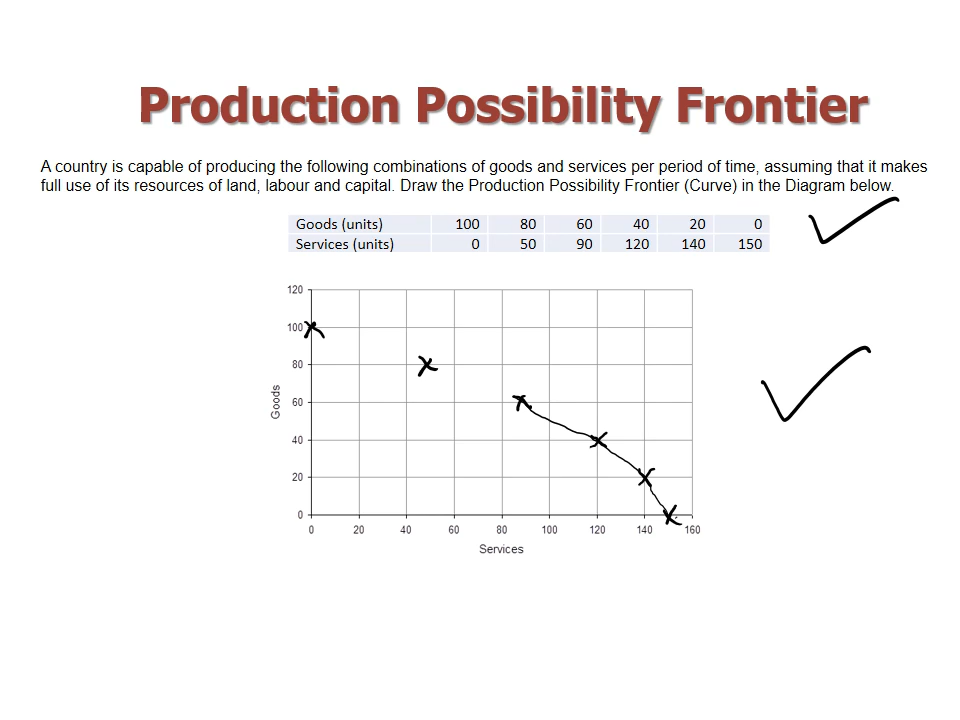 Production Possibility Frontier
A country is capable of producing the following combinations of goods and services per period of time, assuming that it makes
full use of its resources of land, labour and capital. Draw the Production Possibility Frontier (Curve) in the Diagram below.
Goods (units) 100 80 60 40 20 0
Services (units) 0 50 90 120 140 150
120
100
80
60
40
20
0
Goods
0 20 40 60 80 100 120 140 160
Services